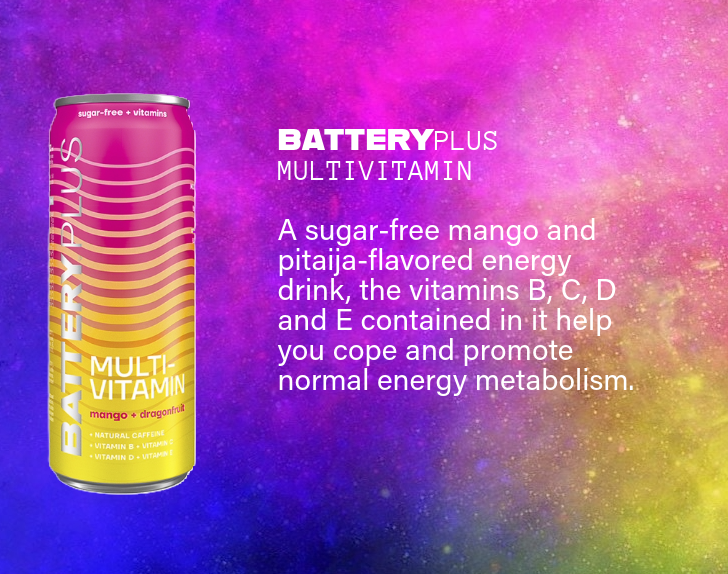 sugar-free + vitamins
BATTERYPLUS
MULTI-
VITAMIN
mango + dragonfruit
• NATURAL CAFFEINE
• VITAMIN B • VITAMIN C
• VITAMIN D • VITAMIN E
BATTERYPLUS
MULTIVITAMIN
A sugar-free mango and
pitaija-flavored energy
drink, the vitamins B, C, D
and E contained in it help
you cope and promote
normal energy metabolism.